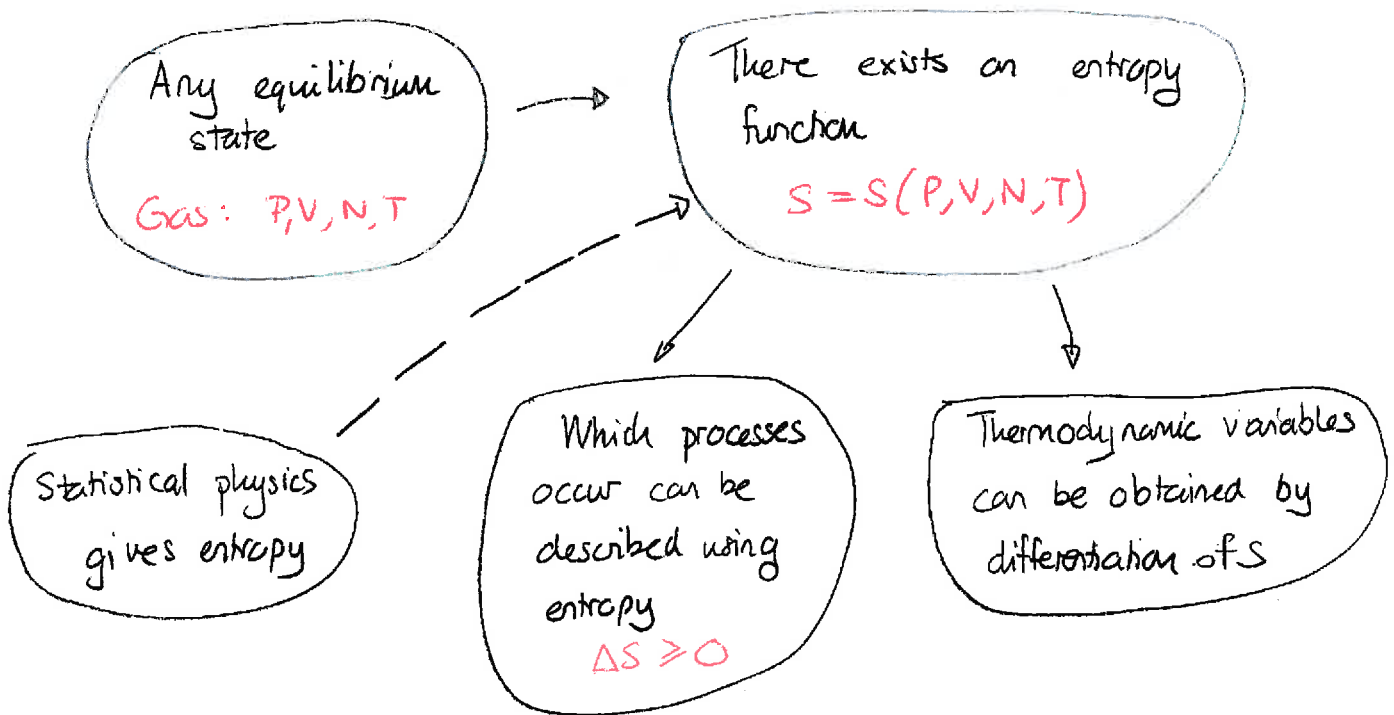 Any equilibrium
state
Gas: P,V,N,T
There exists an entropy
function
S = S(P,V,N,T)
Statistical physics
gives entropy
Which processes
occur can be
described using
entropy
ΔS ⩾ 0
Thermodynamic variables
can be obtained by
differentiation of S